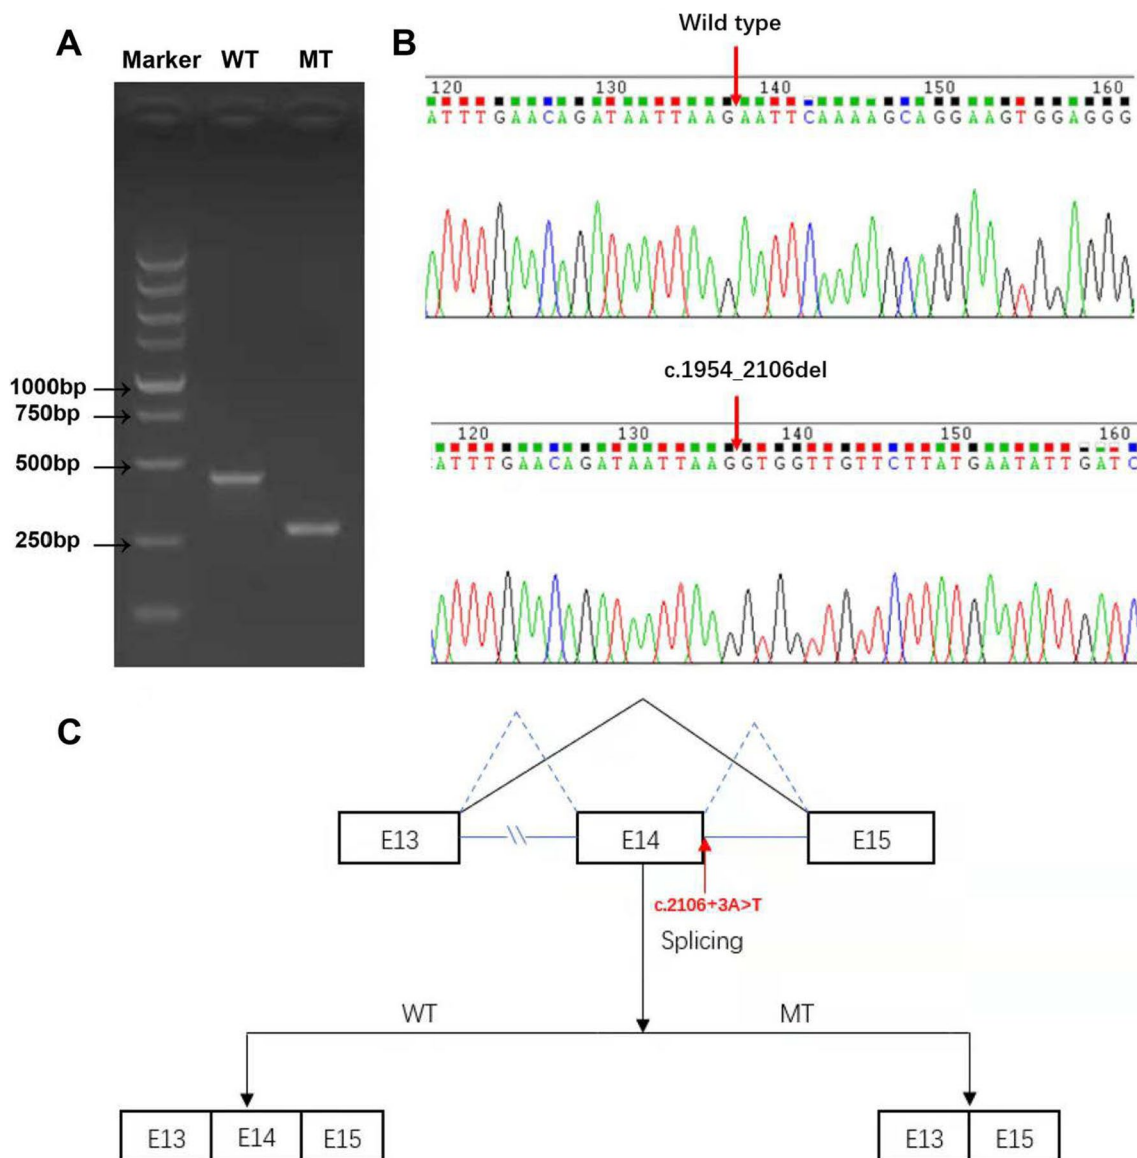 A
Marker WT MT
1000bp
750bp
500bp
250bp
B
Wild type
120 130 140 150 160
ATTTGAACAGATAATTAAGAATTCAAAAGCAGGAAGTGGAGGG
c.1954_2106del
120 130 140 150 160
ATTTGAACAGATAATTAAGGTGGTTGTTCTTATGAATATTGATC
C
E13 E14 E15
c.2106+3A>T
Splicing
WT MT
E13 E14 E15
E13 E15